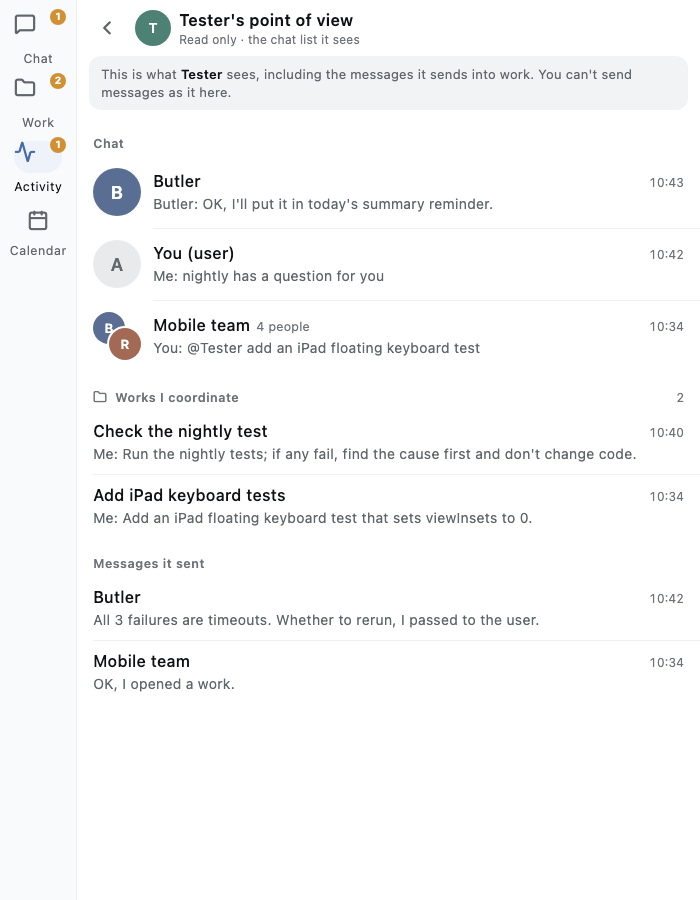 1
Chat
2
Work
1
Activity
Calendar
T
Tester's point of view
Read only · the chat list it sees
This is what Tester sees, including the messages it sends into work. You can't send
messages as it here.
Chat
B
Butler
10:43
Butler: OK, I'll put it in today's summary reminder.
A
You (user)
10:42
Me: nightly has a question for you
B
R
Mobile team 4 people
10:34
You: @Tester add an iPad floating keyboard test
Works I coordinate
2
Check the nightly test
10:40
Me: Run the nightly tests; if any fail, find the cause first and don't change code.
Add iPad keyboard tests
10:34
Me: Add an iPad floating keyboard test that sets viewInsets to 0.
Messages it sent
Butler
10:42
All 3 failures are timeouts. Whether to rerun, I passed to the user.
Mobile team
10:34
OK, I opened a work.